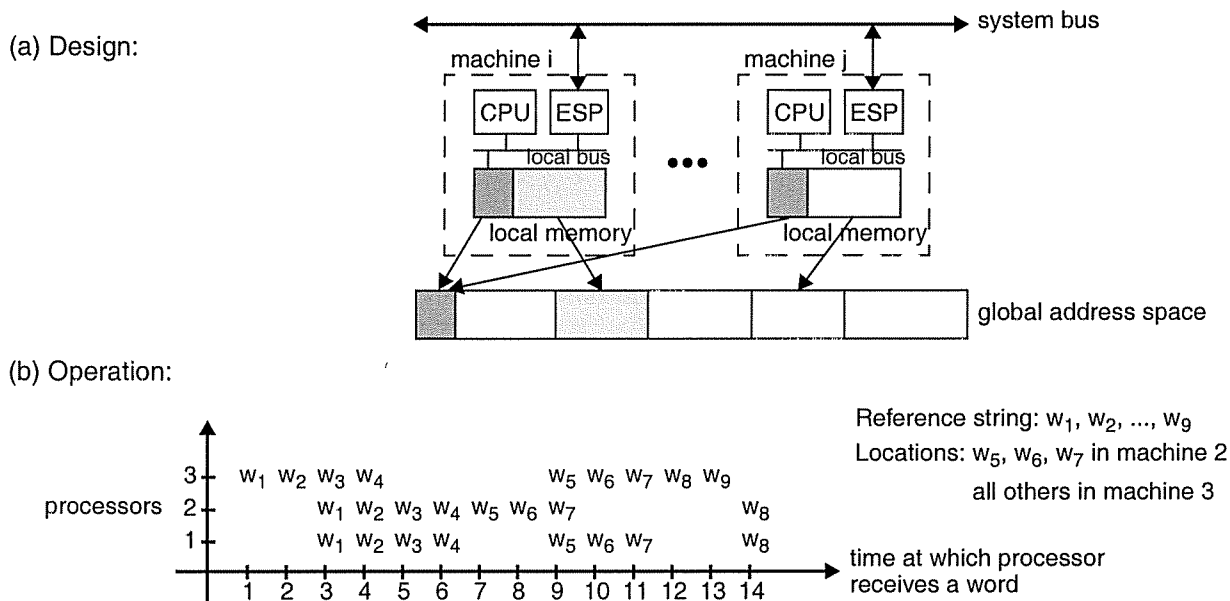 system bus
(a) Design:
machine i
machine j
CPU ESP
CPU ESP
local bus
local bus
•••
local memory
local memory
global address space
(b) Operation:
Reference string: w₁, w₂, ..., w₉
Locations: w₅, w₆, w₇ in machine 2
all others in machine 3
processors
3 w₁ w₂ w₃ w₄ w₅ w₆ w₇ w₈ w₉
2 w₁ w₂ w₃ w₄ w₅ w₆ w₇ w₈
1 w₁ w₂ w₃ w₄ w₅ w₆ w₇ w₈
1 2 3 4 5 6 7 8 9 10 11 12 13 14
time at which processor
receives a word